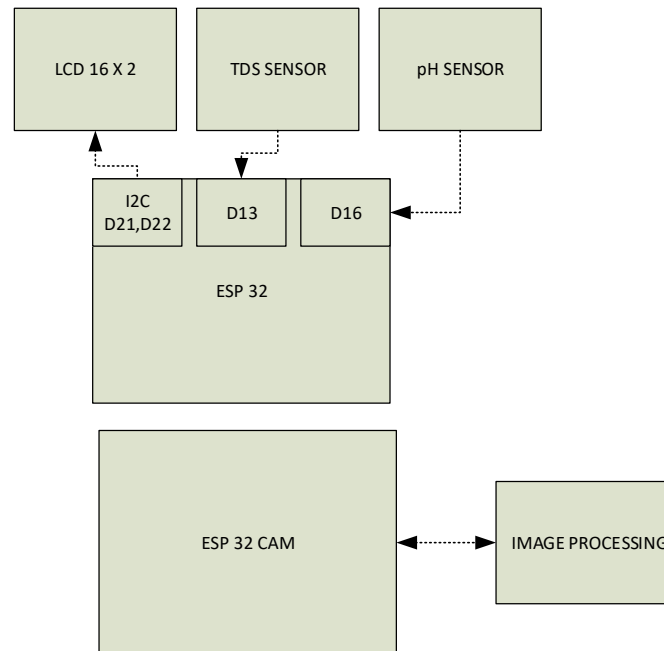 LCD 16 X 2
TDS SENSOR
pH SENSOR
I2C
D21,D22
D13
D16
ESP 32
ESP 32 CAM
IMAGE PROCESSING